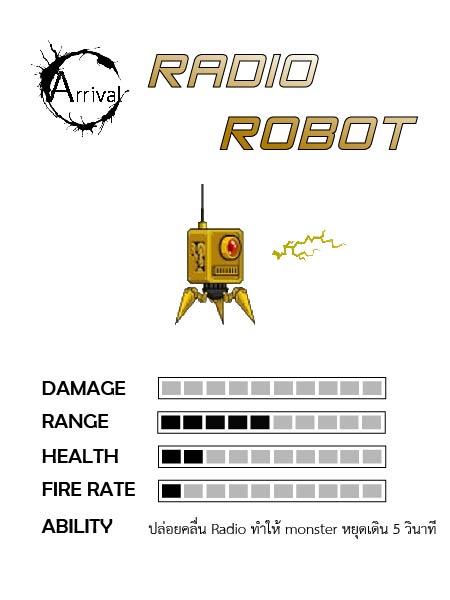 Arrival
RADIO
ROBOT
DAMAGE
RANGE
HEALTH
FIRE RATE
ABILITY ปล่อยคลื่น Radio ทำให้ monster หยุดเดิน 5 วินาที